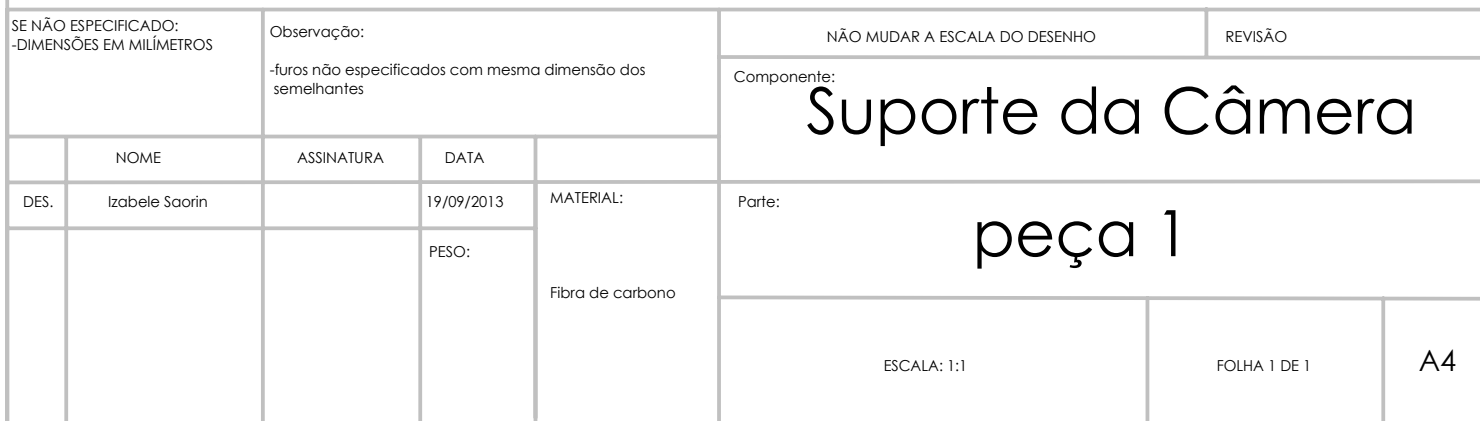 SE NÃO ESPECIFICADO:
-DIMENSÕES EM MILÍMETROS
Observação:
-furos não especificados com mesma dimensão dos
semelhantes
NÃO MUDAR A ESCALA DO DESENHO
REVISÃO
Componente:
Suporte da Câmera
NOME
ASSINATURA
DATA
DES.
Izabele Saorin
19/09/2013
MATERIAL:
Parte:
peça 1
PESO:
Fibra de carbono
ESCALA: 1:1
FOLHA 1 DE 1
A4